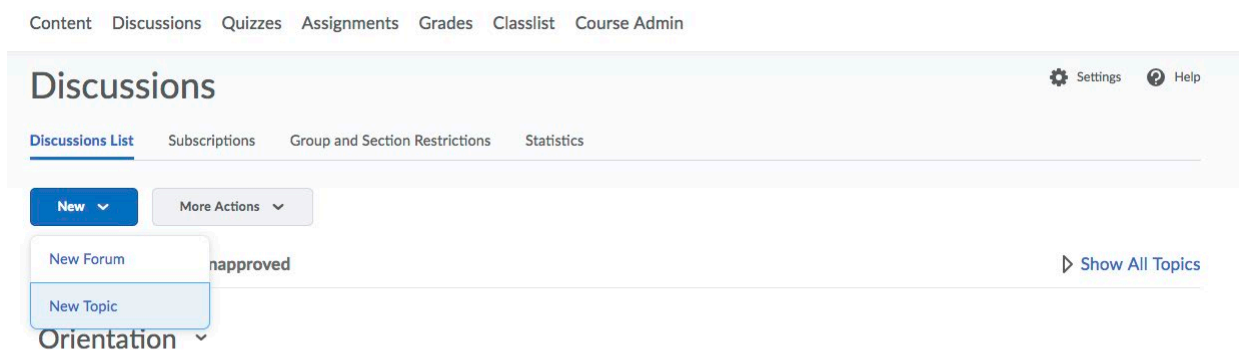 Content Discussions Quizzes Assignments Grades Classlist Course Admin
Discussions
Settings Help
Discussions List Subscriptions Group and Section Restrictions Statistics
New More Actions
New Forum
napproved
Show All Topics
New Topic
Orientation